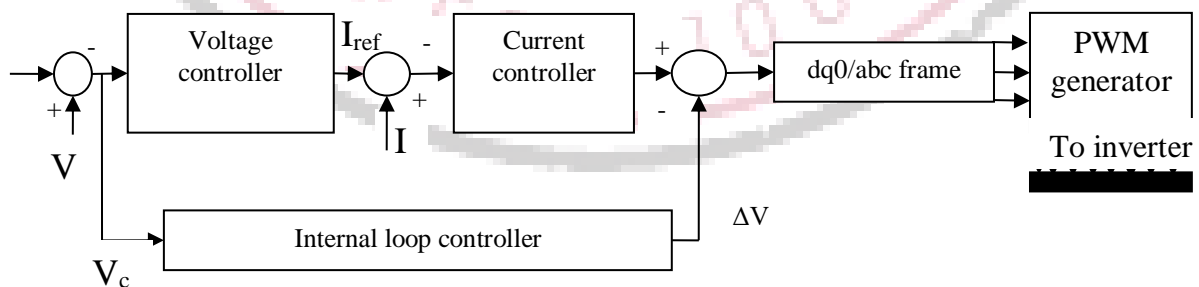 Voltage
controller
I_ref
Current
controller
dq0/abc frame
PWM
generator
-
+
V
-
+
I
+
-
To inverter
Internal loop controller
ΔV
V_c